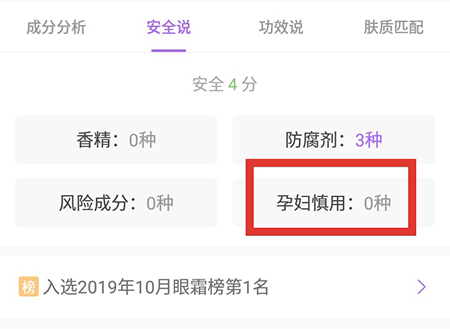 成分分析 安全说 功效说 肤质匹配
安全 4 分
香精：0种 防腐剂：3种
风险成分：0种 孕妇慎用：0种
榜 入选2019年10月眼霜榜第1名